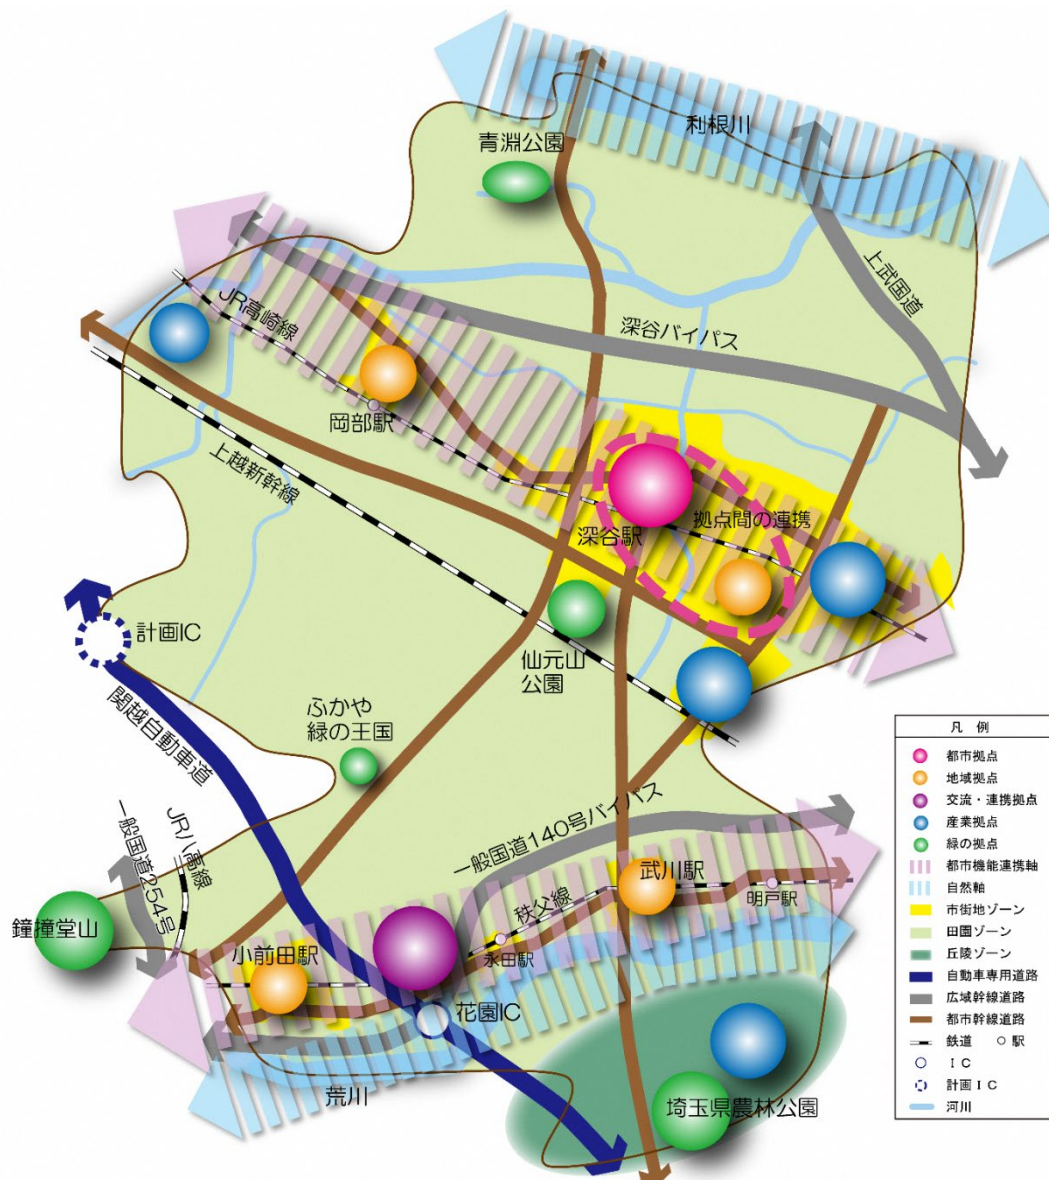 利根川
青淵公園
上武国道
JR高崎線
深谷バイパス
岡部駅
上越新幹線
拠点間の連携
深谷駅
計画IC
仙元山
公園
関越自動車道
ふかや
緑の王国
一般国道254号
JR八高線
一般国道140号バイパス
武川駅
秩父線
明戸駅
鐘撞堂山
小前田駅
永田駅
花園IC
荒川
埼玉県農林公園
凡 例
都市拠点
地域拠点
交流・連携拠点
産業拠点
緑の拠点
都市機能連携軸
自然軸
市街地ゾーン
田園ゾーン
丘陵ゾーン
自動車専用道路
広域幹線道路
都市幹線道路
鉄道 ○駅
IC
計画IC
河川